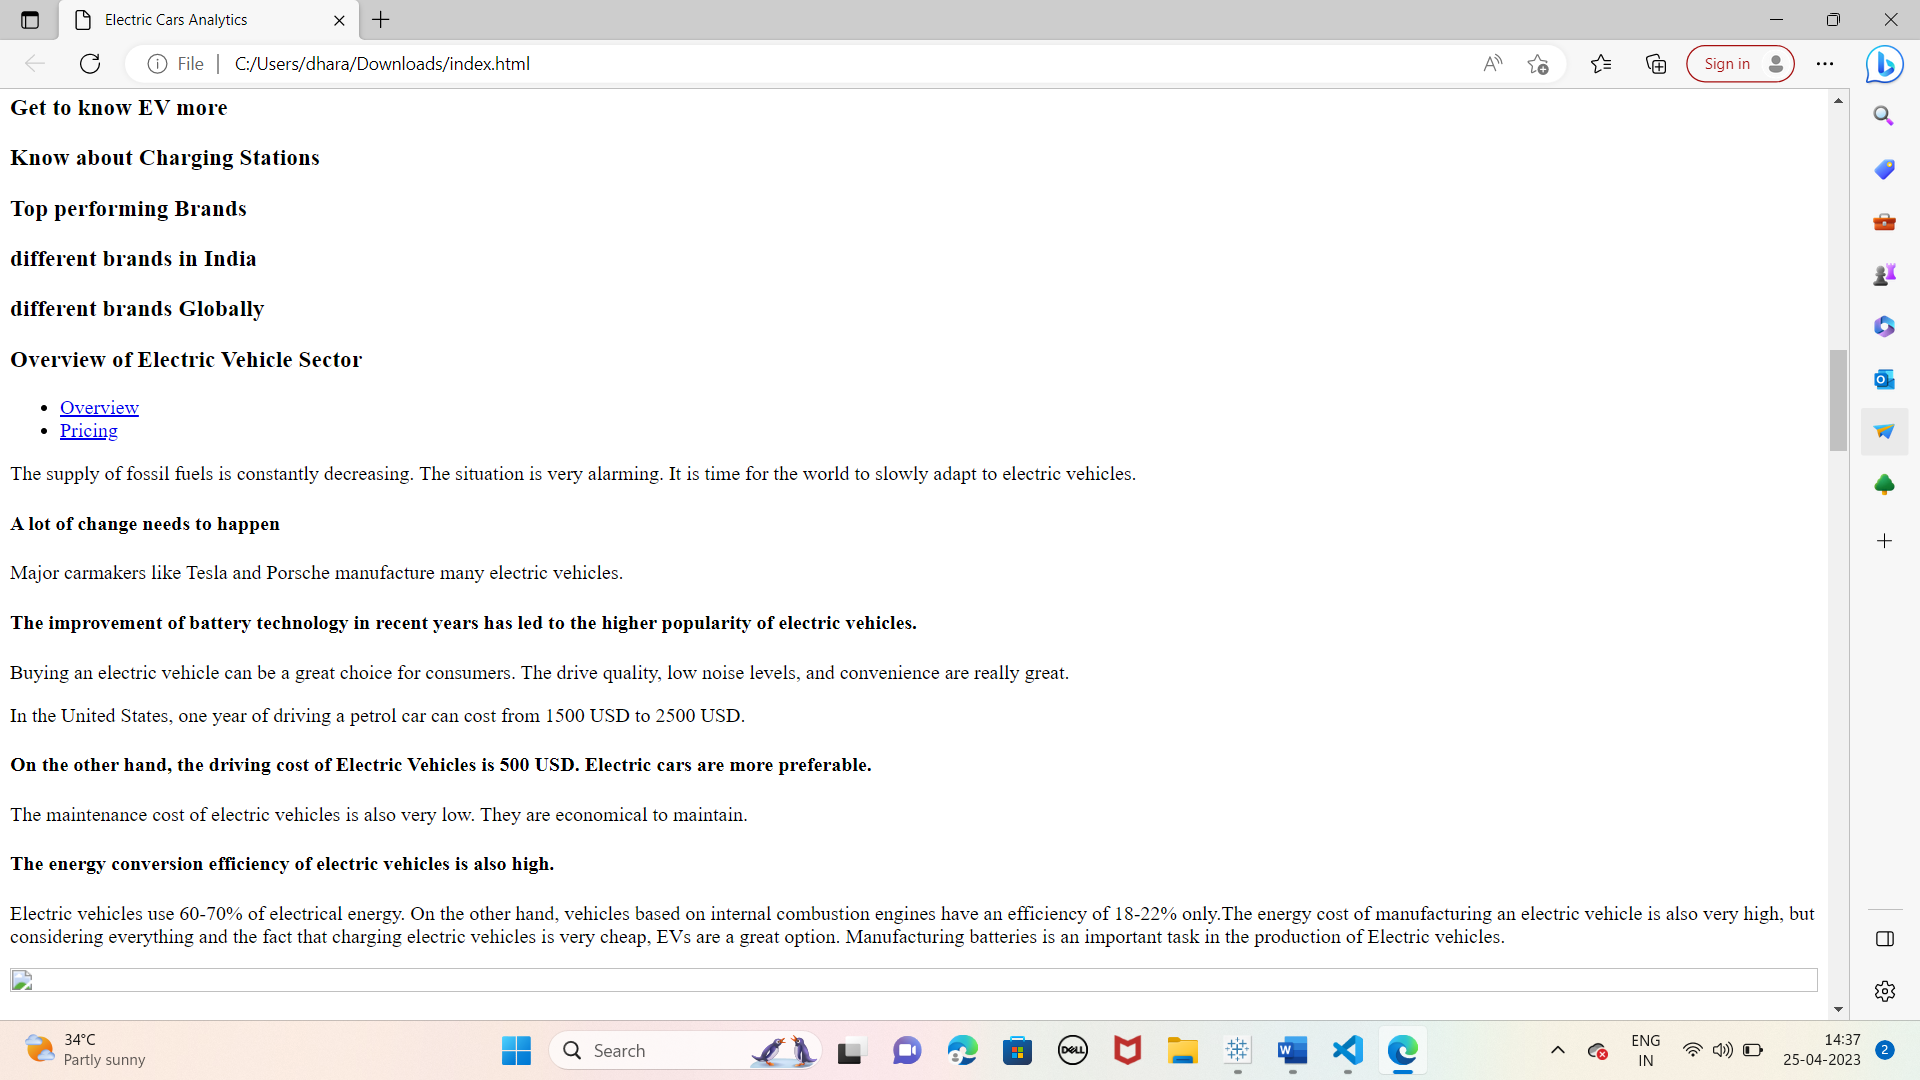 Electric Cars Analytics
File
C:/Users/dhara/Downloads/index.html
Sign in
Get to know EV more
Know about Charging Stations
Top performing Brands
different brands in India
different brands Globally
Overview of Electric Vehicle Sector
Overview
Pricing
The supply of fossil fuels is constantly decreasing. The situation is very alarming. It is time for the world to slowly adapt to electric vehicles.
A lot of change needs to happen
Major carmakers like Tesla and Porsche manufacture many electric vehicles.
The improvement of battery technology in recent years has led to the higher popularity of electric vehicles.
Buying an electric vehicle can be a great choice for consumers. The drive quality, low noise levels, and convenience are really great.
In the United States, one year of driving a petrol car can cost from 1500 USD to 2500 USD.
On the other hand, the driving cost of Electric Vehicles is 500 USD. Electric cars are more preferable.
The maintenance cost of electric vehicles is also very low. They are economical to maintain.
The energy conversion efficiency of electric vehicles is also high.
Electric vehicles use 60-70% of electrical energy. On the other hand, vehicles based on internal combustion engines have an efficiency of 18-22% only.The energy cost of manufacturing an electric vehicle is also very high, but
considering everything and the fact that charging electric vehicles is very cheap, EVs are a great option. Manufacturing batteries is an important task in the production of Electric vehicles.
34°C
Partly sunny
Search
DELL
ENG
IN
14:37
25-04-2023
2